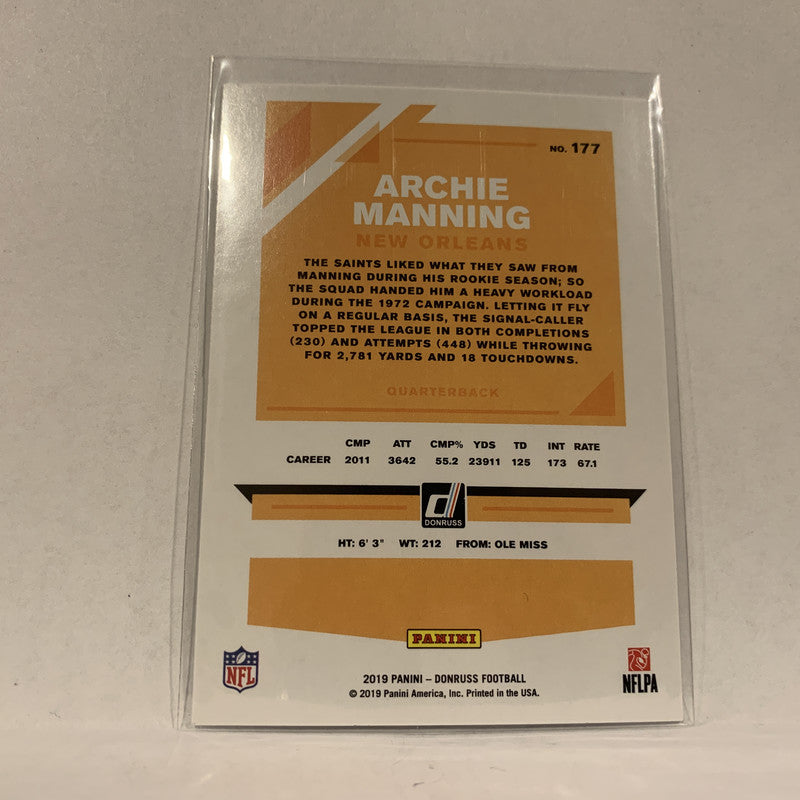 NO. 177
ARCHIE
MANNING
NEW ORLEANS
THE SAINTS LIKED WHAT THEY SAW FROM
MANNING DURING HIS ROOKIE SEASON; SO
THE SQUAD HANDED HIM A HEAVY WORKLOAD
DURING THE 1972 CAMPAIGN. LETTING IT FLY
ON A REGULAR BASIS, THE SIGNAL-CALLER
TOPPED THE LEAGUE IN BOTH COMPLETIONS
(230) AND ATTEMPTS (448) WHILE THROWING
FOR 2,781 YARDS AND 18 TOUCHDOWNS.
QUARTERBACK
CMP ATT CMP% YDS TD INT RATE
CAREER 2011 3642 55.2 23911 125 173 67.1
d
DONRUSS
HT: 6' 3" WT: 212 FROM: OLE MISS
PANINI
NFL
NFLPA
2019 PANINI – DONRUSS FOOTBALL
© 2019 Panini America, Inc. Printed in the USA.